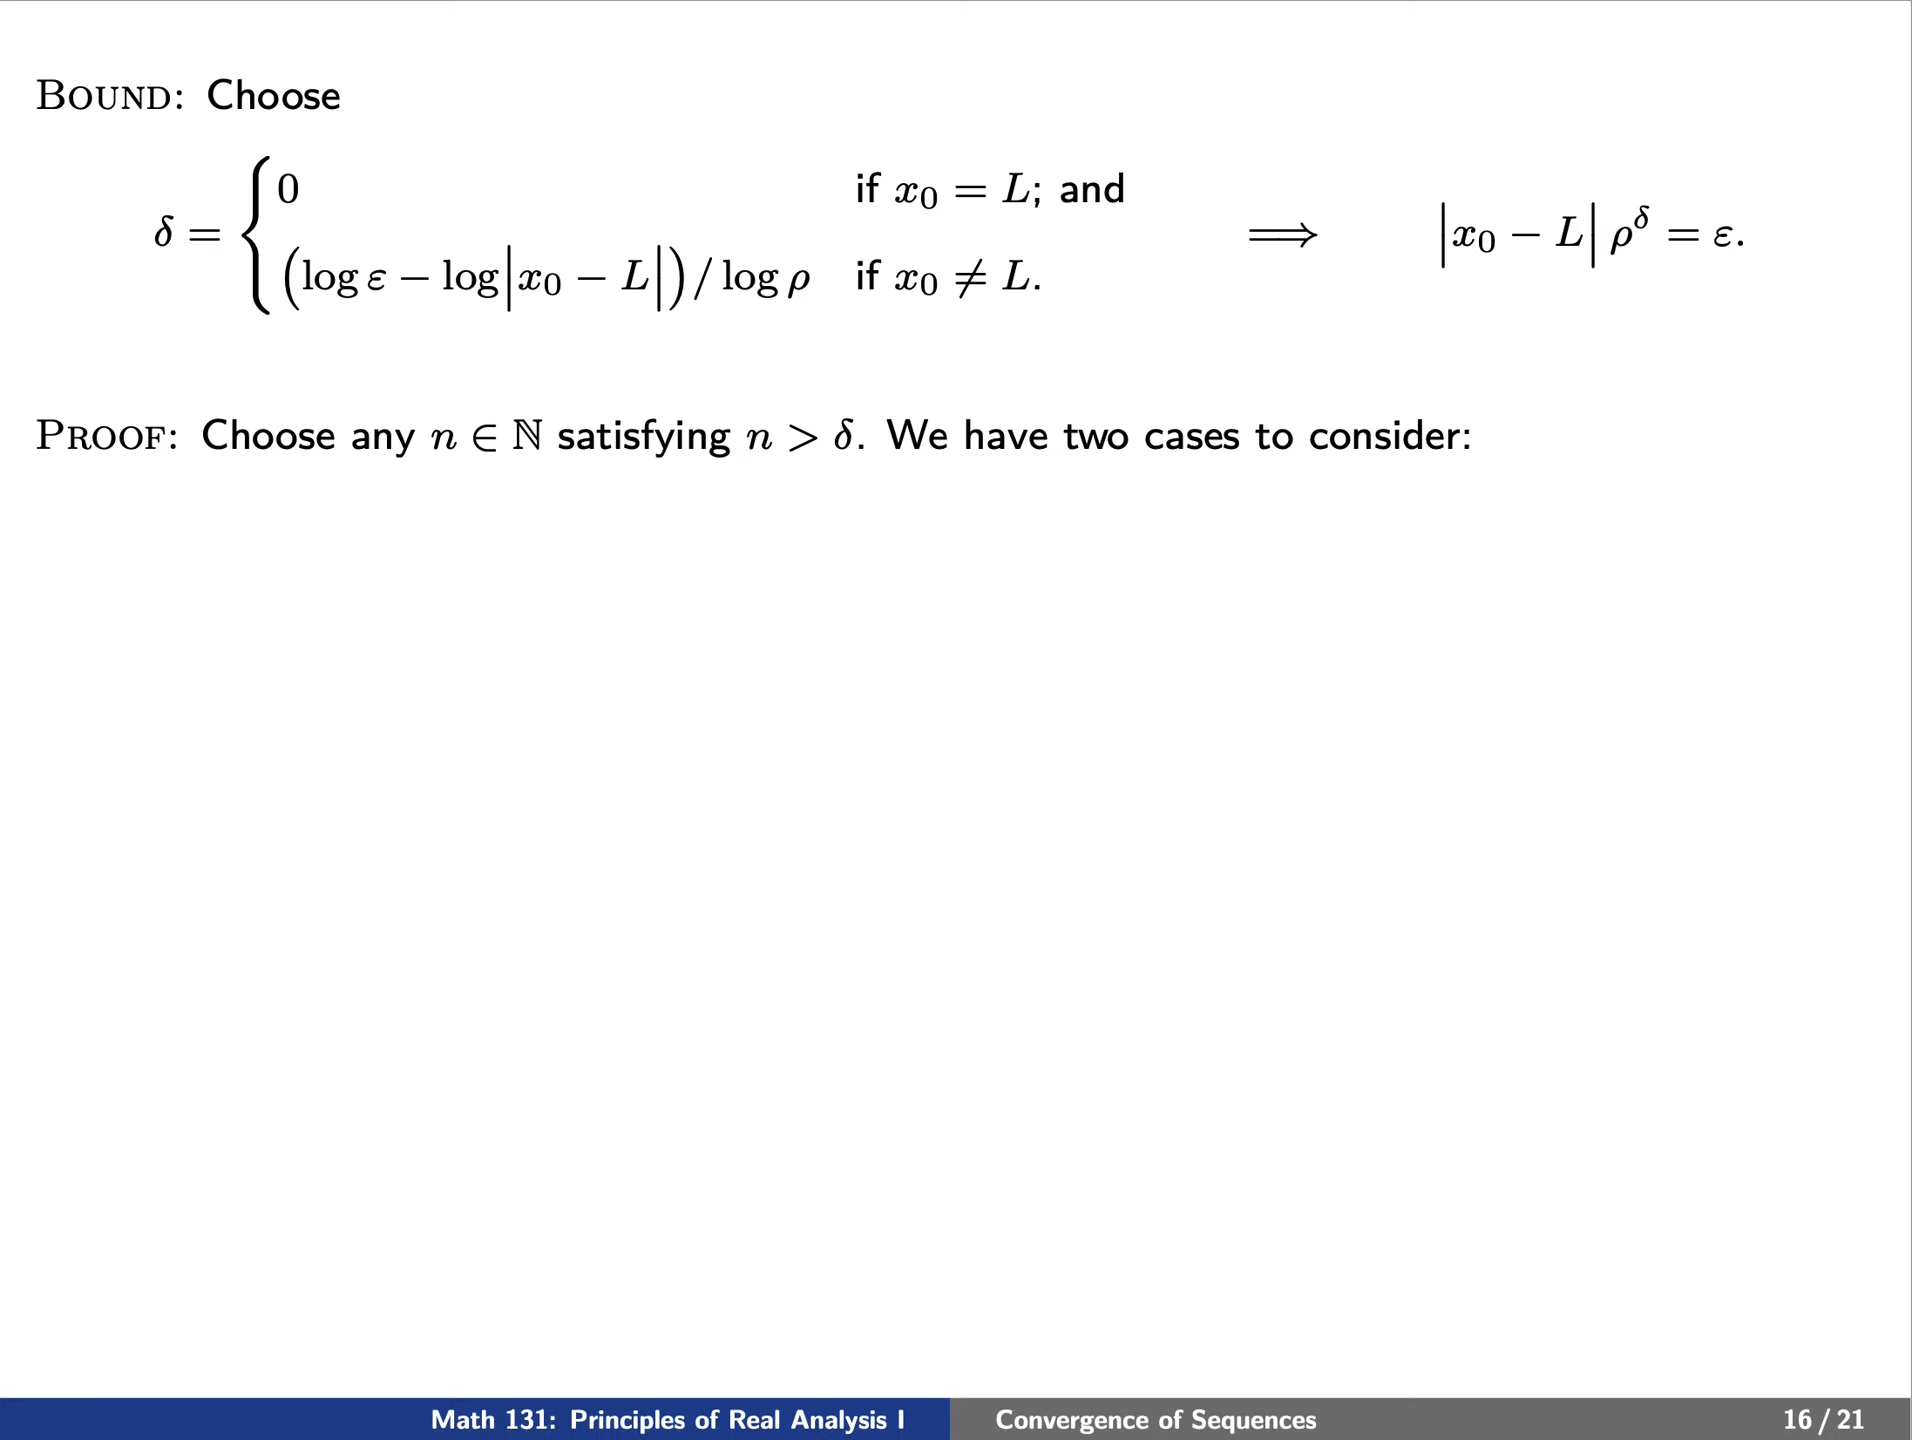 BOUND: Choose
δ = { 0 if x₀ = L; and
(log ε − log|x₀ − L|)/ log ρ if x₀ ≠ L.
⟹ |x₀ − L| ρ^δ = ε.
PROOF: Choose any n ∈ ℕ satisfying n > δ. We have two cases to consider:
Math 131: Principles of Real Analysis I Convergence of Sequences 16 / 21